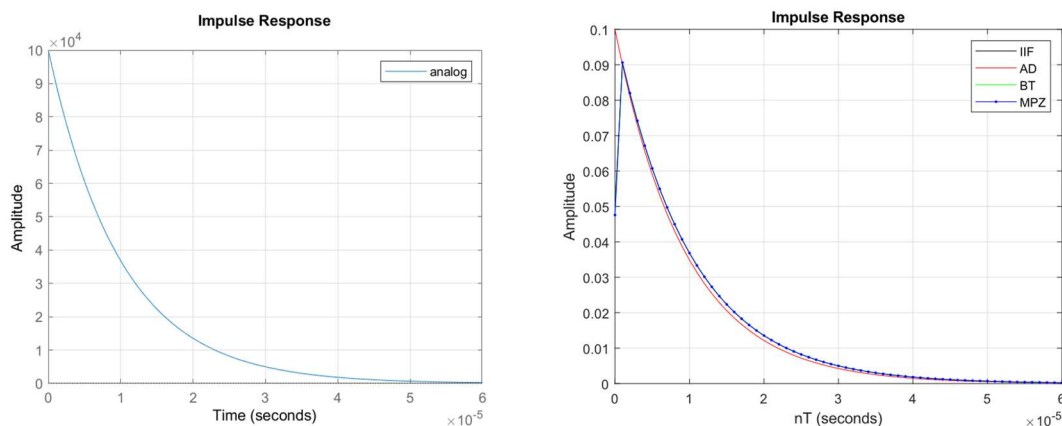 Impulse Response
×10⁴
10
9
8
7
6
5
4
3
2
1
0
Amplitude
analog
0 1 2 3 4 5 6
Time (seconds)
×10⁻⁵
Impulse Response
0.1
0.09
0.08
0.07
0.06
0.05
0.04
0.03
0.02
0.01
0
Amplitude
IIF
AD
BT
MPZ
0 1 2 3 4 5 6
nT (seconds)
×10⁻⁵